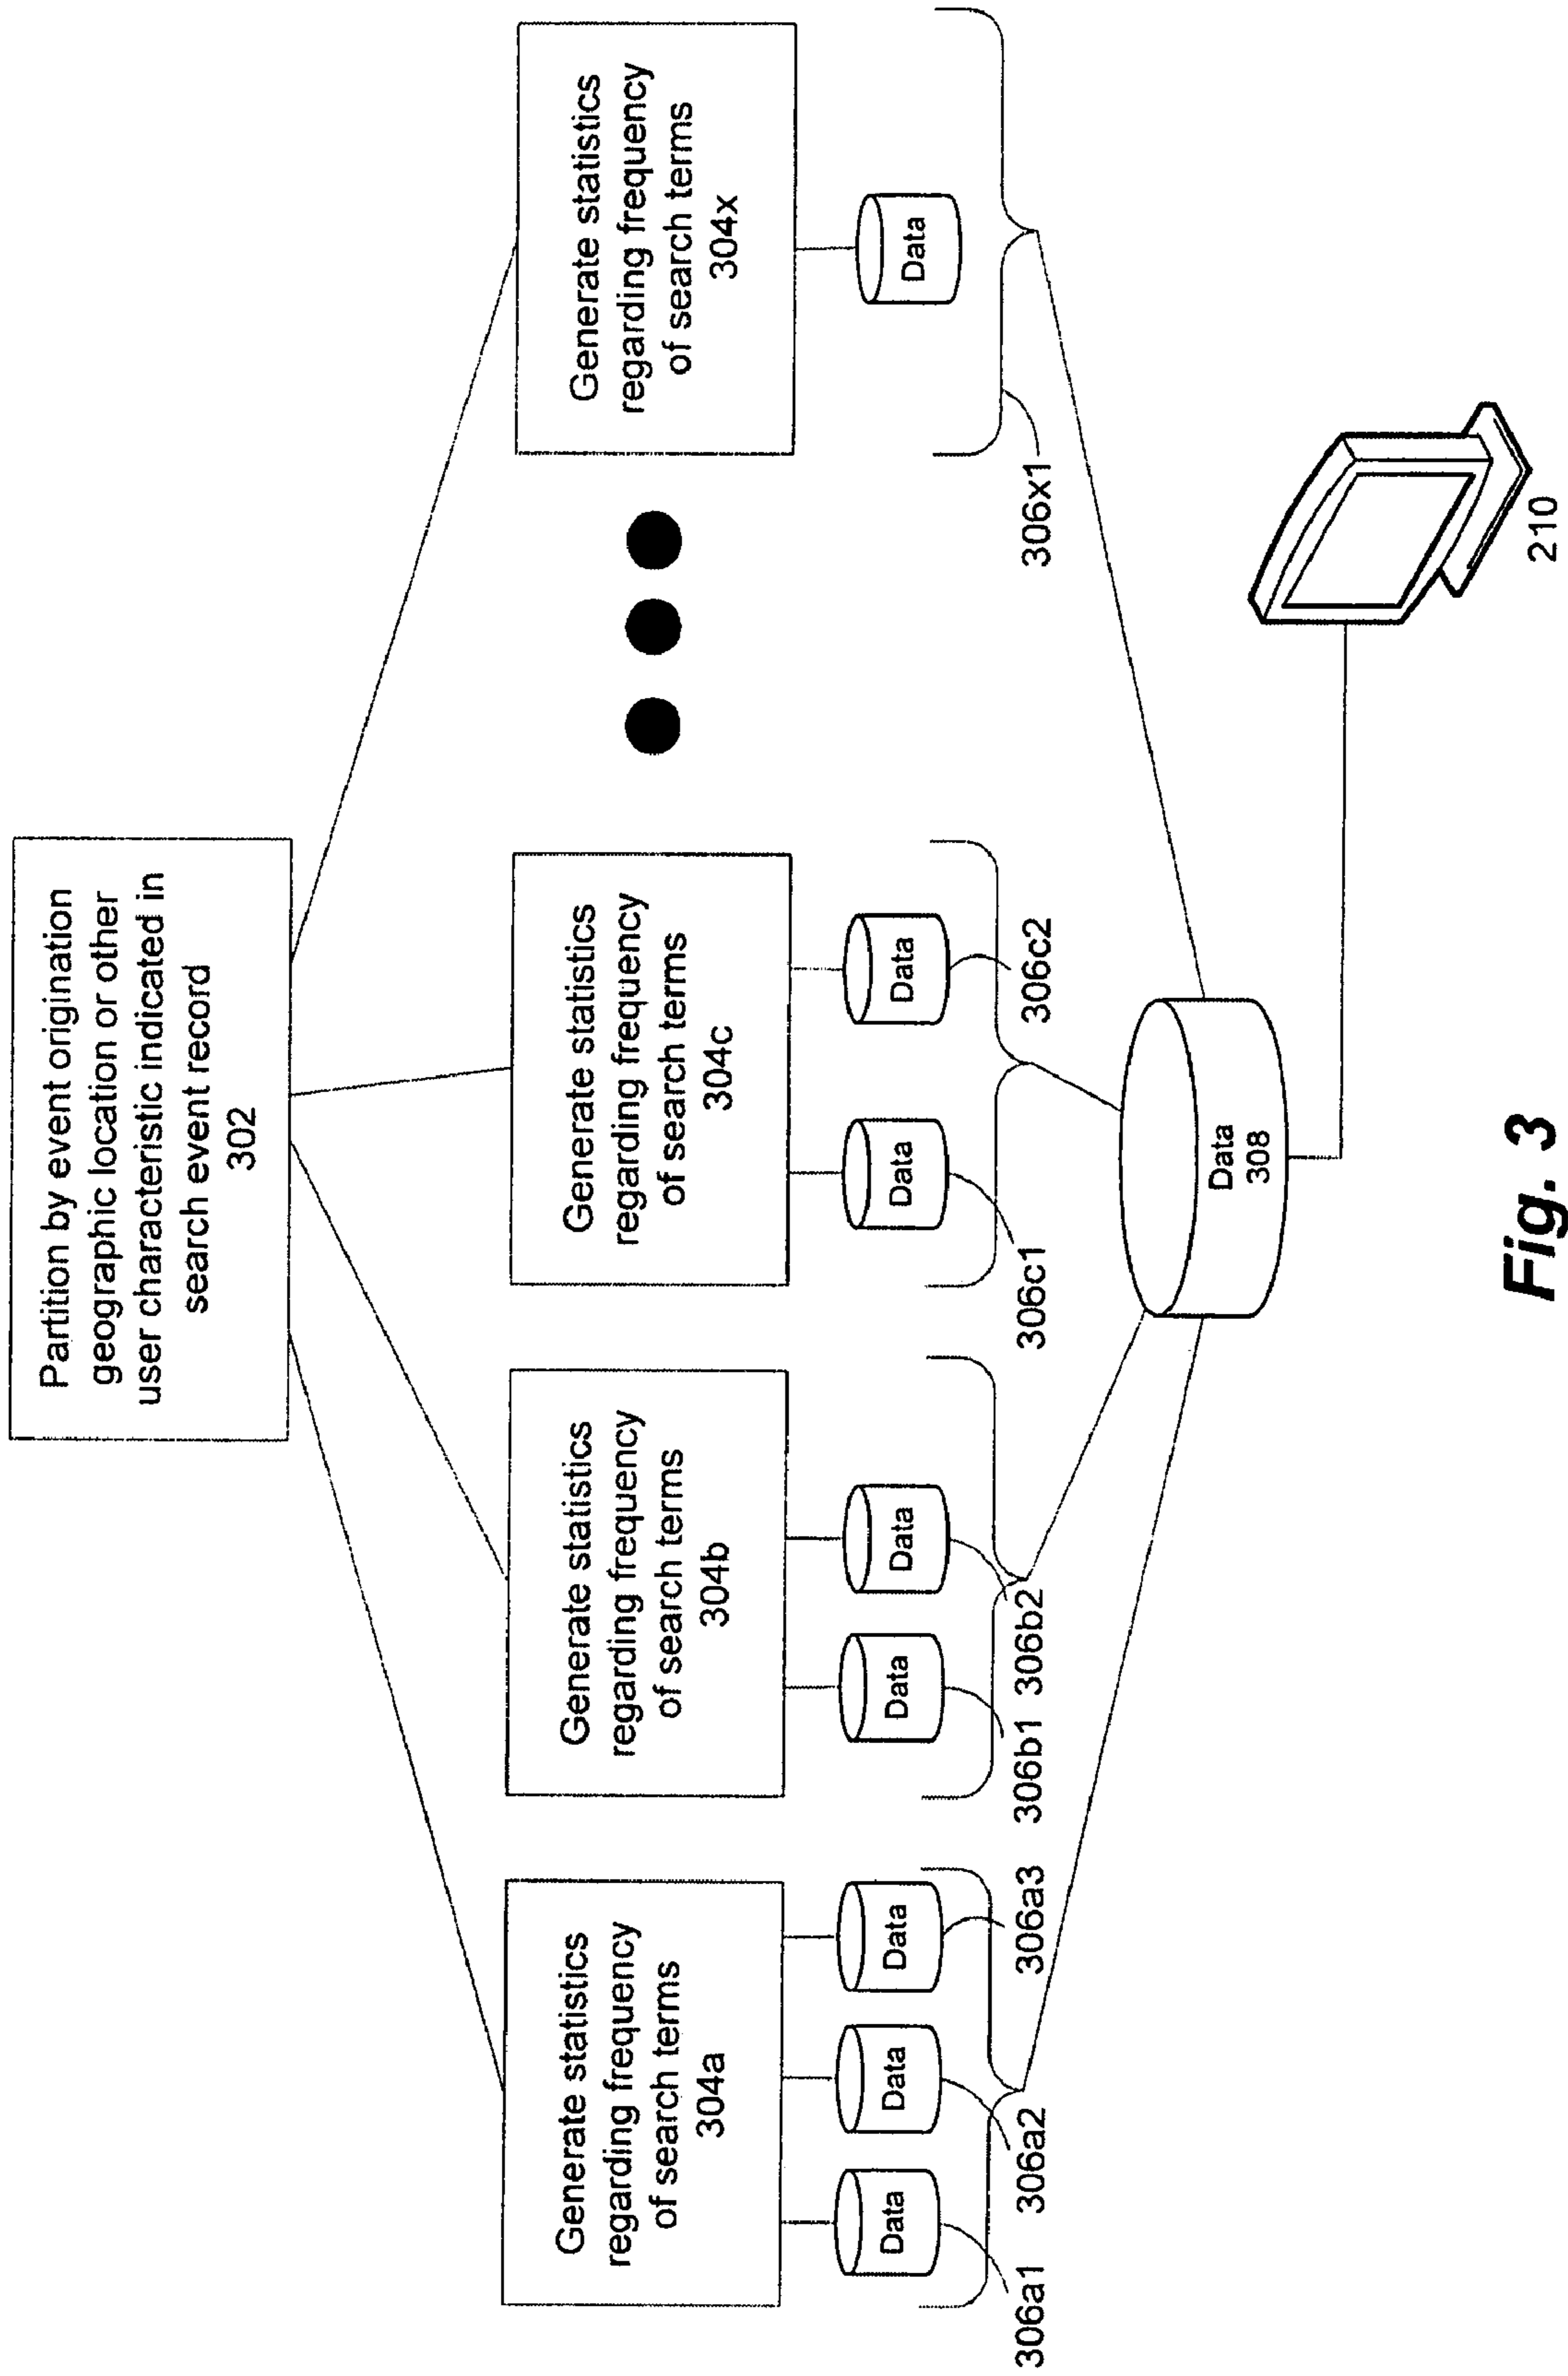 Partition by event origination
geographic location or other
user characteristic indicated in
search event record
302
Generate statistics
regarding frequency
of search terms
304a
Generate statistics
regarding frequency
of search terms
304b
Generate statistics
regarding frequency
of search terms
304c
Generate statistics
regarding frequency
of search terms
304x
Data
Data
Data
Data
Data
Data
Data
Data
306a1
306a2
306a3
306b1
306b2
306c1
306c2
306x1
Data
308
210
Fig. 3